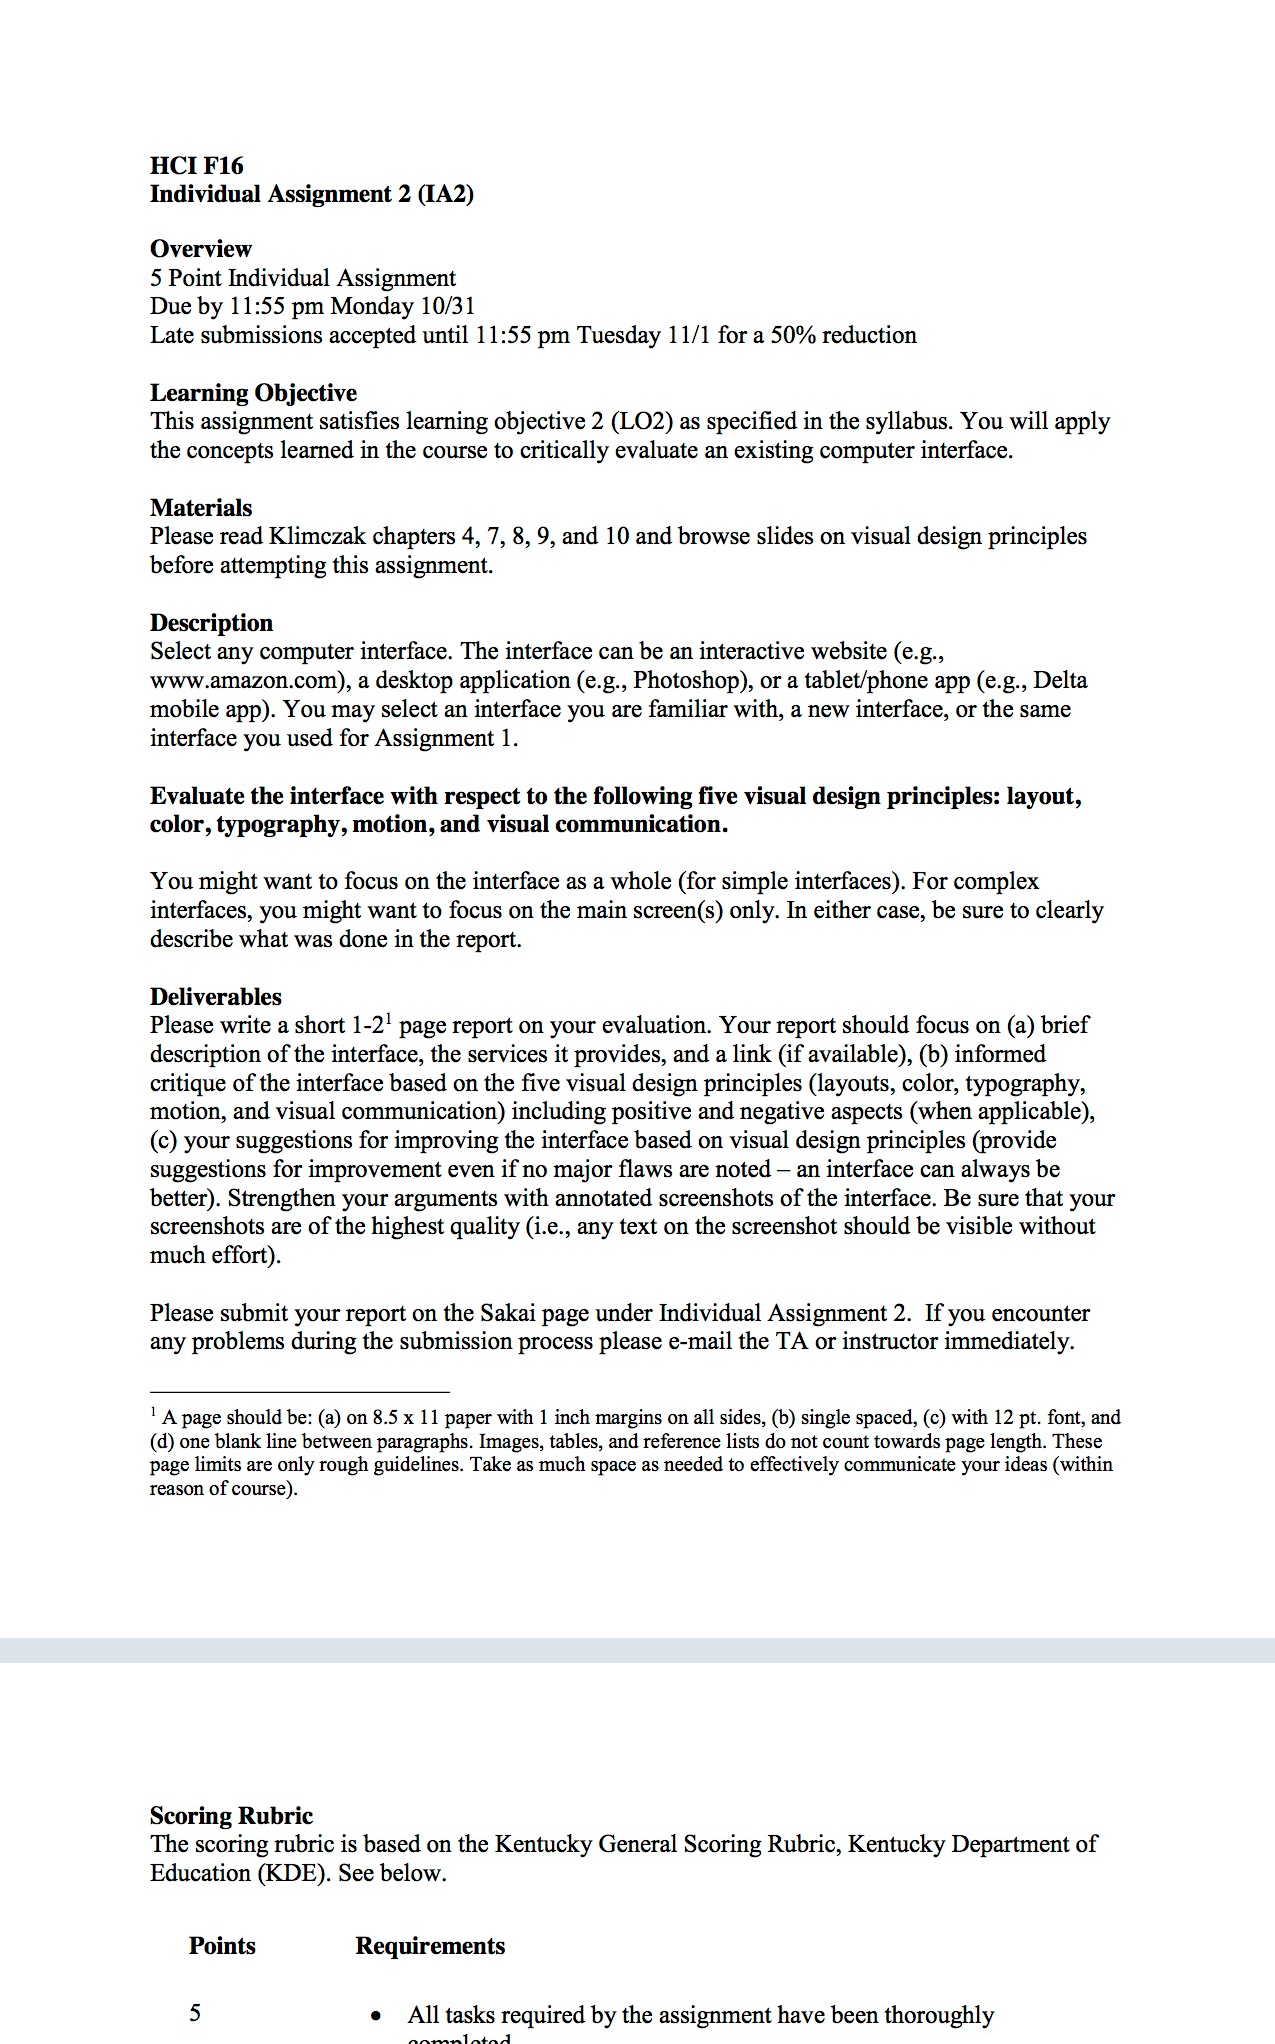 HCI F16
Individual Assignment 2 (IA2)
Overview
5 Point Individual Assignment
Due by 11:55 pm Monday 10/31
Late submissions accepted until 11:55 pm Tuesday 11/1 for a 50% reduction
Learning Objective
This assignment satisfies learning objective 2 (LO2) as specified in the syllabus. You will apply
the concepts learned in the course to critically evaluate an existing computer interface.
Materials
Please read Klimczak chapters 4, 7, 8, 9, and 10 and browse slides on visual design principles
before attempting this assignment.
Description
Select any computer interface. The interface can be an interactive website (e.g.,
www.amazon.com), a desktop application (e.g., Photoshop), or a tablet/phone app (e.g., Delta
mobile app). You may select an interface you are familiar with, a new interface, or the same
interface you used for Assignment 1.
Evaluate the interface with respect to the following five visual design principles: layout,
color, typography, motion, and visual communication.
You might want to focus on the interface as a whole (for simple interfaces). For complex
interfaces, you might want to focus on the main screen(s) only. In either case, be sure to clearly
describe what was done in the report.
Deliverables
Please write a short 1-2¹ page report on your evaluation. Your report should focus on (a) brief
description of the interface, the services it provides, and a link (if available), (b) informed
critique of the interface based on the five visual design principles (layouts, color, typography,
motion, and visual communication) including positive and negative aspects (when applicable),
(c) your suggestions for improving the interface based on visual design principles (provide
suggestions for improvement even if no major flaws are noted – an interface can always be
better). Strengthen your arguments with annotated screenshots of the interface. Be sure that your
screenshots are of the highest quality (i.e., any text on the screenshot should be visible without
much effort).
Please submit your report on the Sakai page under Individual Assignment 2.  If you encounter
any problems during the submission process please e-mail the TA or instructor immediately.
¹ A page should be: (a) on 8.5 x 11 paper with 1 inch margins on all sides, (b) single spaced, (c) with 12 pt. font, and
(d) one blank line between paragraphs. Images, tables, and reference lists do not count towards page length. These
page limits are only rough guidelines. Take as much space as needed to effectively communicate your ideas (within
reason of course).
Scoring Rubric
The scoring rubric is based on the Kentucky General Scoring Rubric, Kentucky Department of
Education (KDE). See below.
Points Requirements
5 • All tasks required by the assignment have been thoroughly
completed